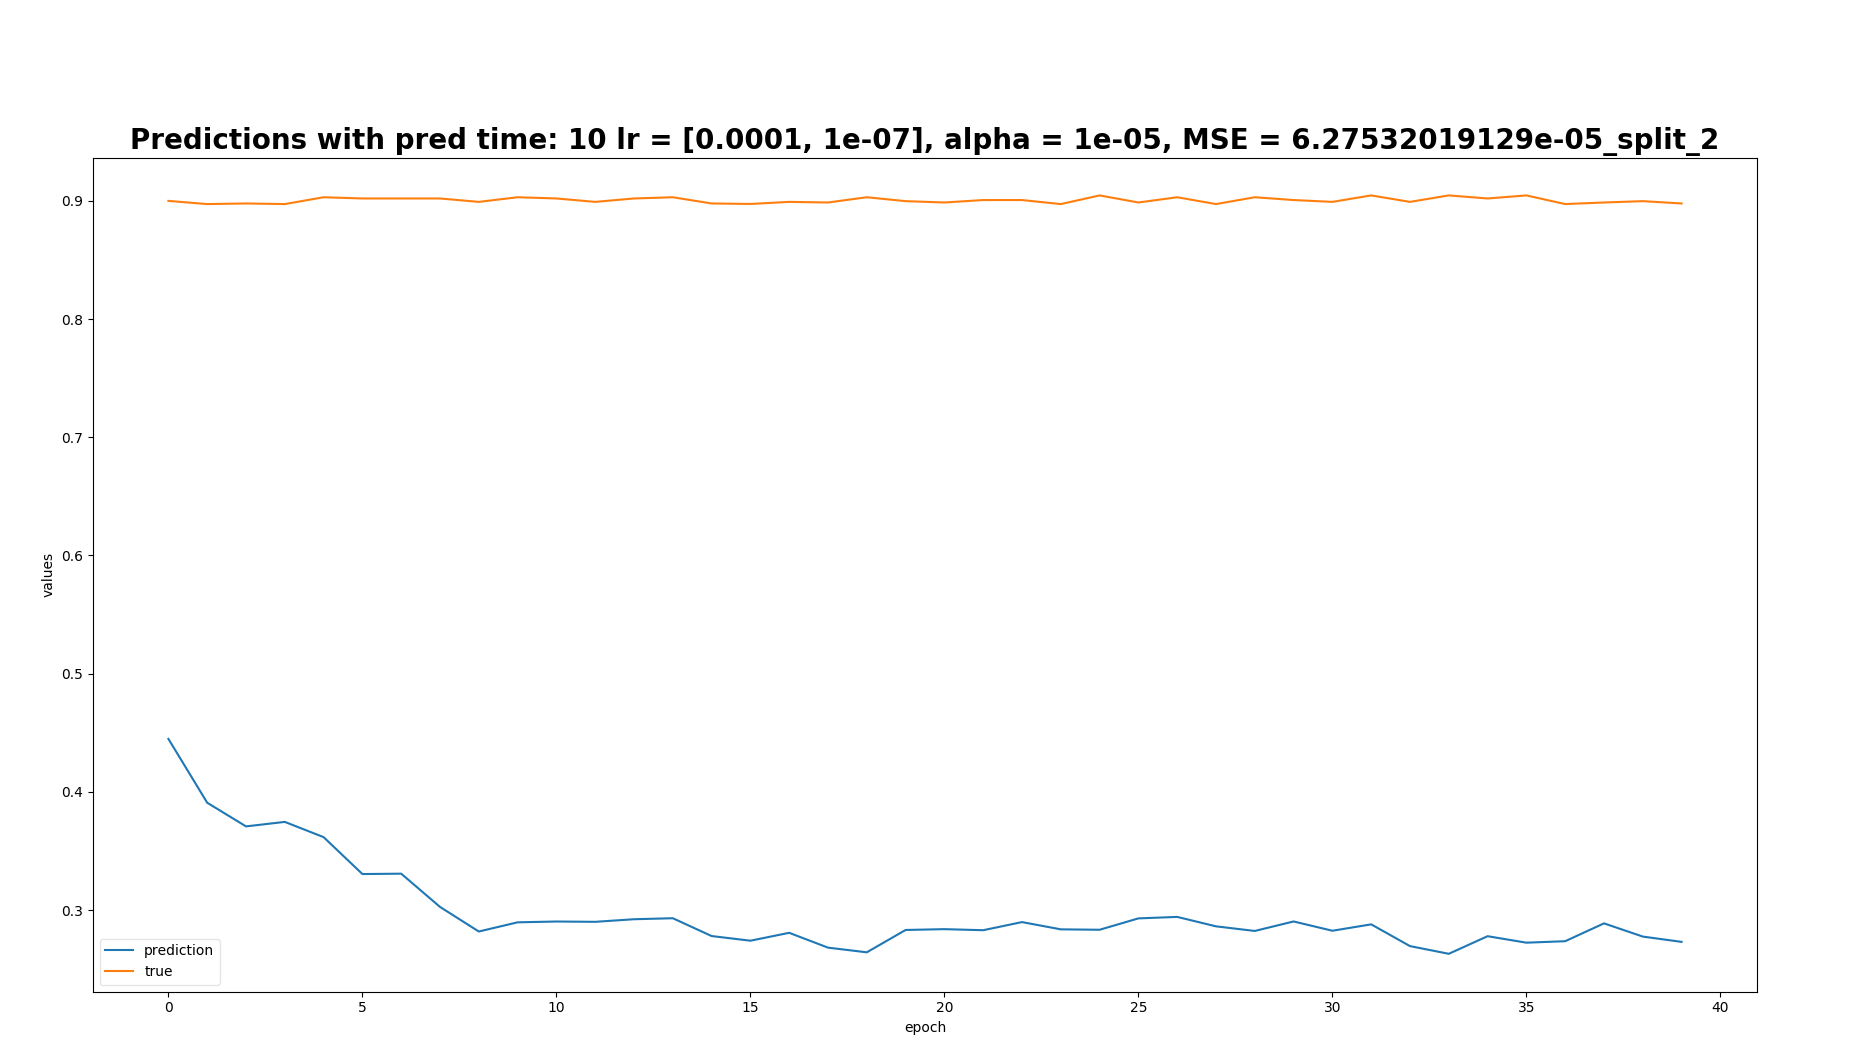 Predictions with pred time: 10 lr = [0.0001, 1e-07], alpha = 1e-05, MSE = 6.27532019129e-05_split_2
0.9
0.8
0.7
0.6
0.5
0.4
0.3
values
prediction
true
0 5 10 15 20 25 30 35 40
epoch